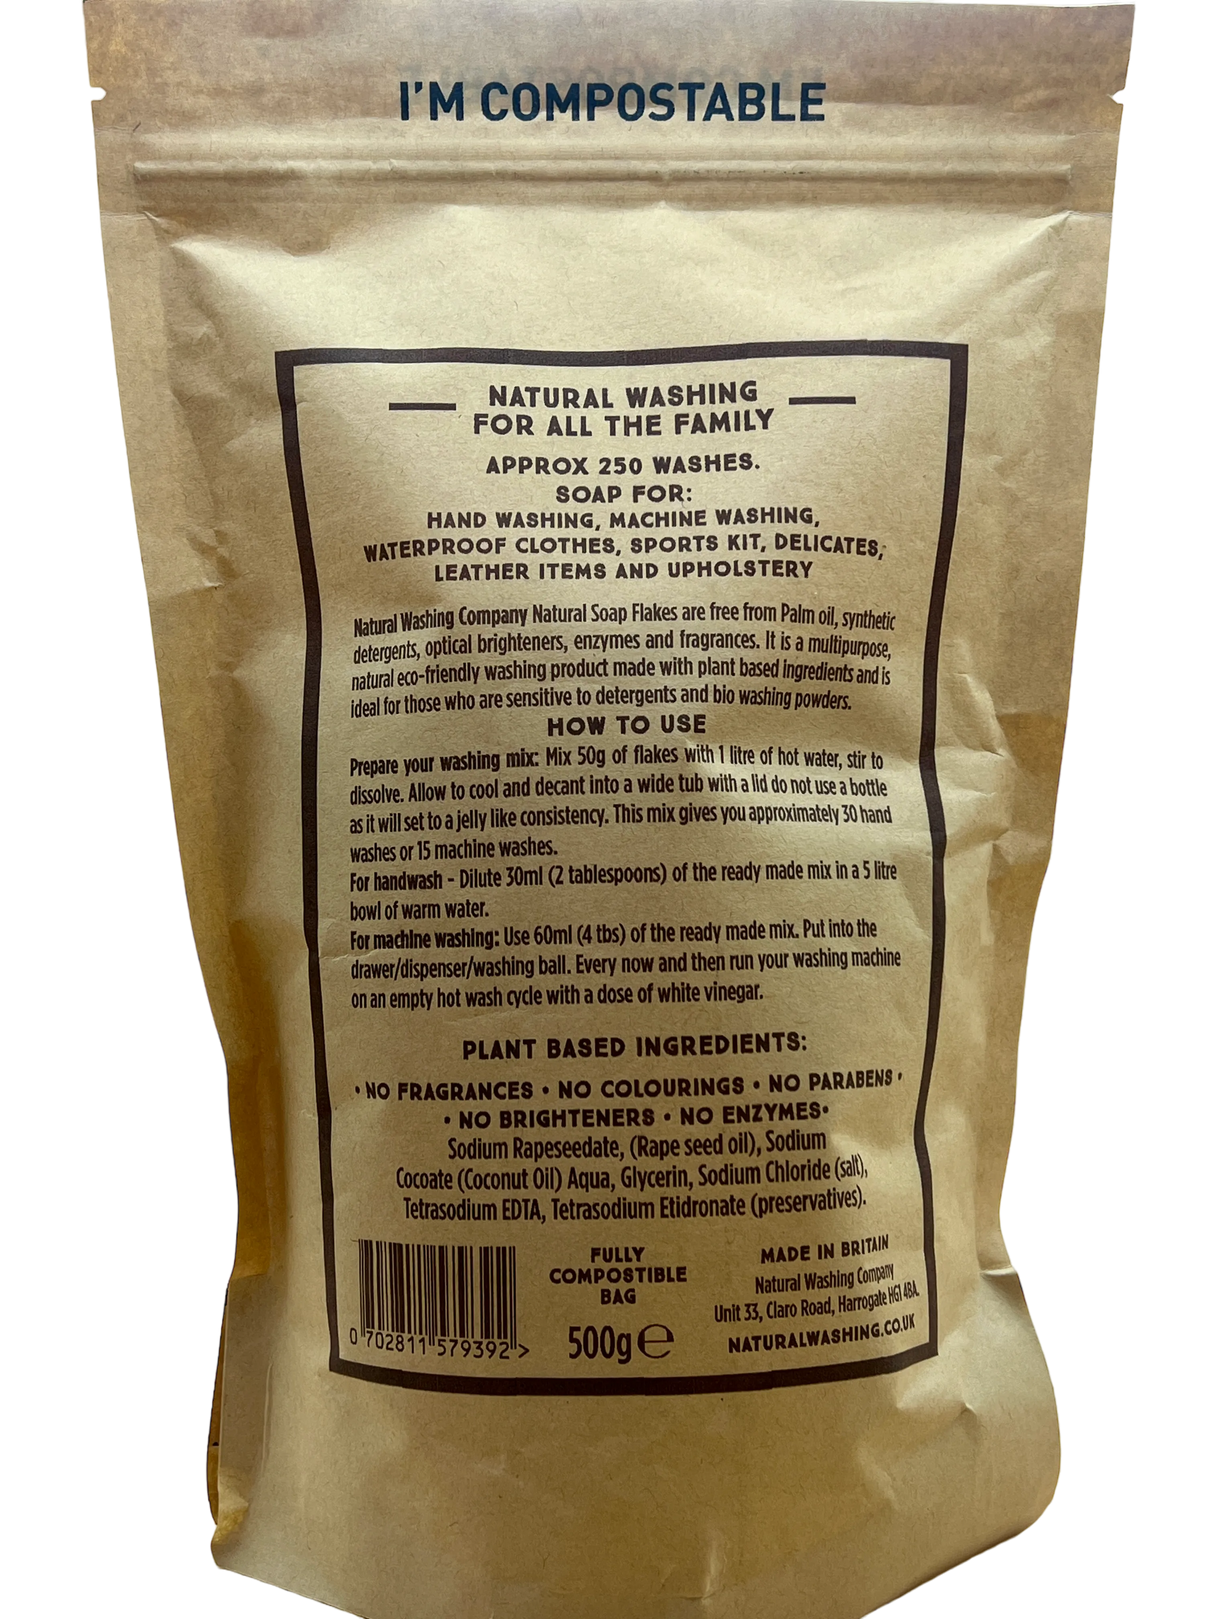 I'M COMPOSTABLE
NATURAL WASHING
FOR ALL THE FAMILY
APPROX 250 WASHES.
SOAP FOR:
HAND WASHING, MACHINE WASHING,
WATERPROOF CLOTHES, SPORTS KIT, DELICATES,
LEATHER ITEMS AND UPHOLSTERY
Natural Washing Company Natural Soap Flakes are free from Palm oil, synthetic
detergents, optical brighteners, enzymes and fragrances. It is a multipurpose,
natural eco-friendly washing product made with plant based ingredients and is
ideal for those who are sensitive to detergents and bio washing powders.
HOW TO USE
Prepare your washing mix: Mix 50g of flakes with 1 litre of hot water, stir to
dissolve. Allow to cool and decant into a wide tub with a lid do not use a bottle
as it will set to a jelly like consistency. This mix gives you approximately 30 hand
washes or 15 machine washes.
For handwash - Dilute 30ml (2 tablespoons) of the ready made mix in a 5 litre
bowl of warm water.
For machine washing: Use 60ml (4 tbs) of the ready made mix. Put into the
drawer/dispenser/washing ball. Every now and then run your washing machine
on an empty hot wash cycle with a dose of white vinegar.
PLANT BASED INGREDIENTS:
• NO FRAGRANCES • NO COLOURINGS • NO PARABENS •
• NO BRIGHTENERS • NO ENZYMES•
Sodium Rapeseedate, (Rape seed oil), Sodium
Cocoate (Coconut Oil) Aqua, Glycerin, Sodium Chloride (salt),
Tetrasodium EDTA, Tetrasodium Etidronate (preservatives).
FULLY
COMPOSTIBLE
BAG
500g ℮
0 702811 579392 >
MADE IN BRITAIN
Natural Washing Company
Unit 33, Claro Road, Harrogate HG1 4BA.
NATURALWASHING.CO.UK